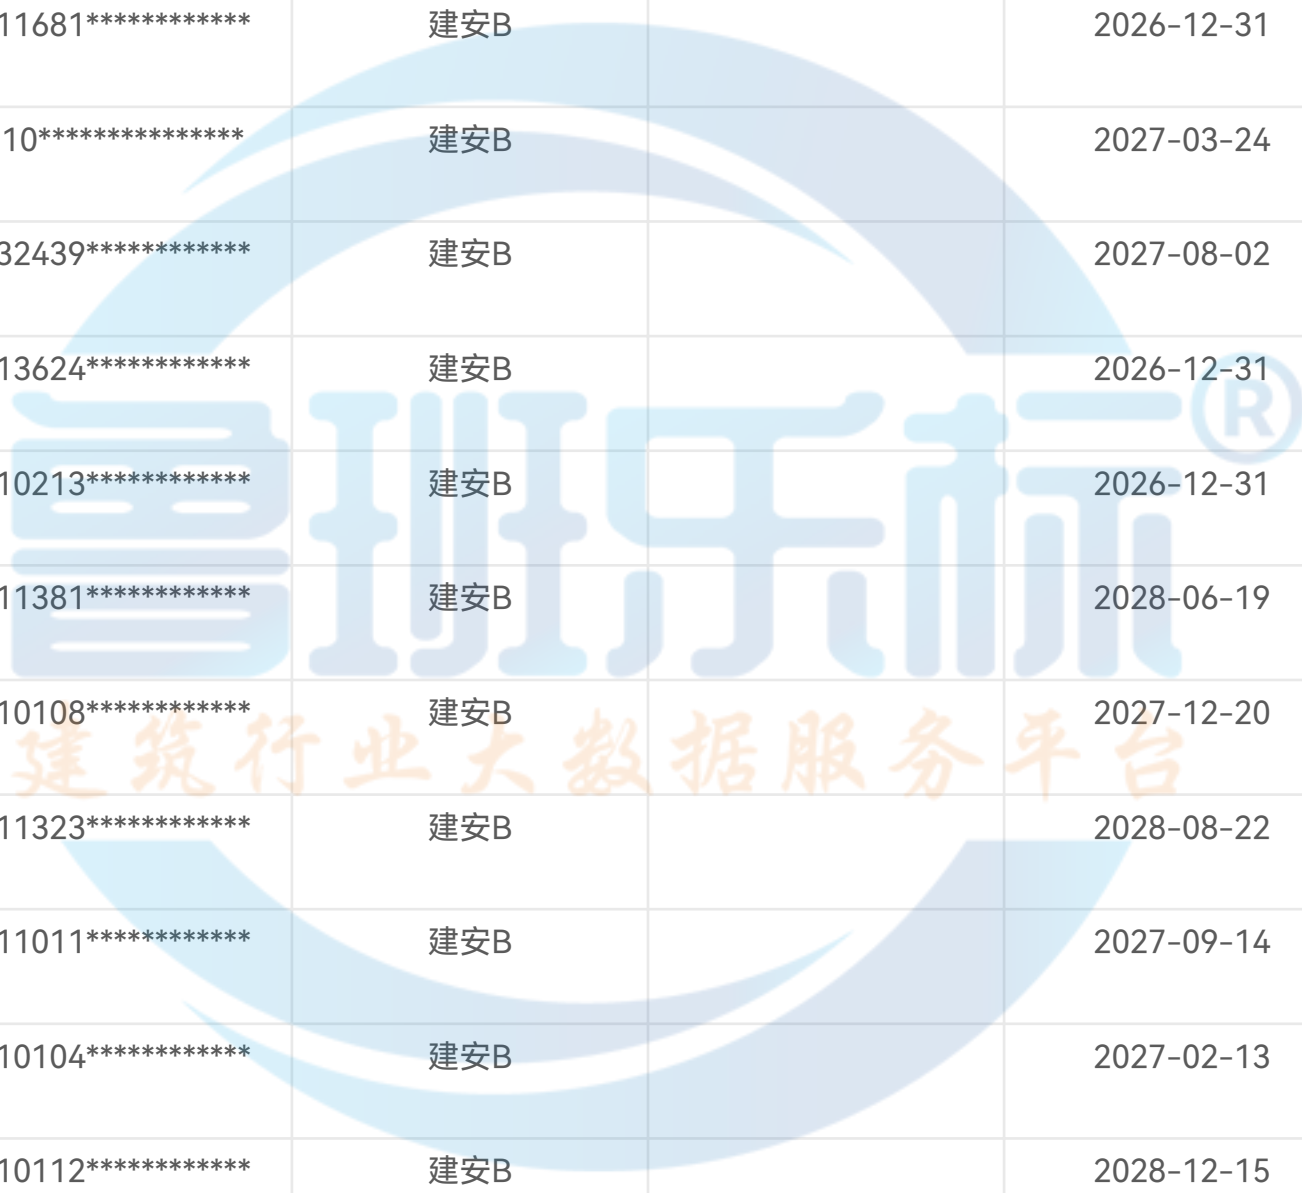 11681************ 建安B 2026-12-31
10*************** 建安B 2027-03-24
32439************ 建安B 2027-08-02
13624************ 建安B 2026-12-31
10213************ 建安B 2026-12-31
11381************ 建安B 2028-06-19
10108************ 建安B 2027-12-20
11323************ 建安B 2028-08-22
11011************ 建安B 2027-09-14
10104************ 建安B 2027-02-13
10112************ 建安B 2028-12-15
鲁班乐标®
建筑行业大数据服务平台